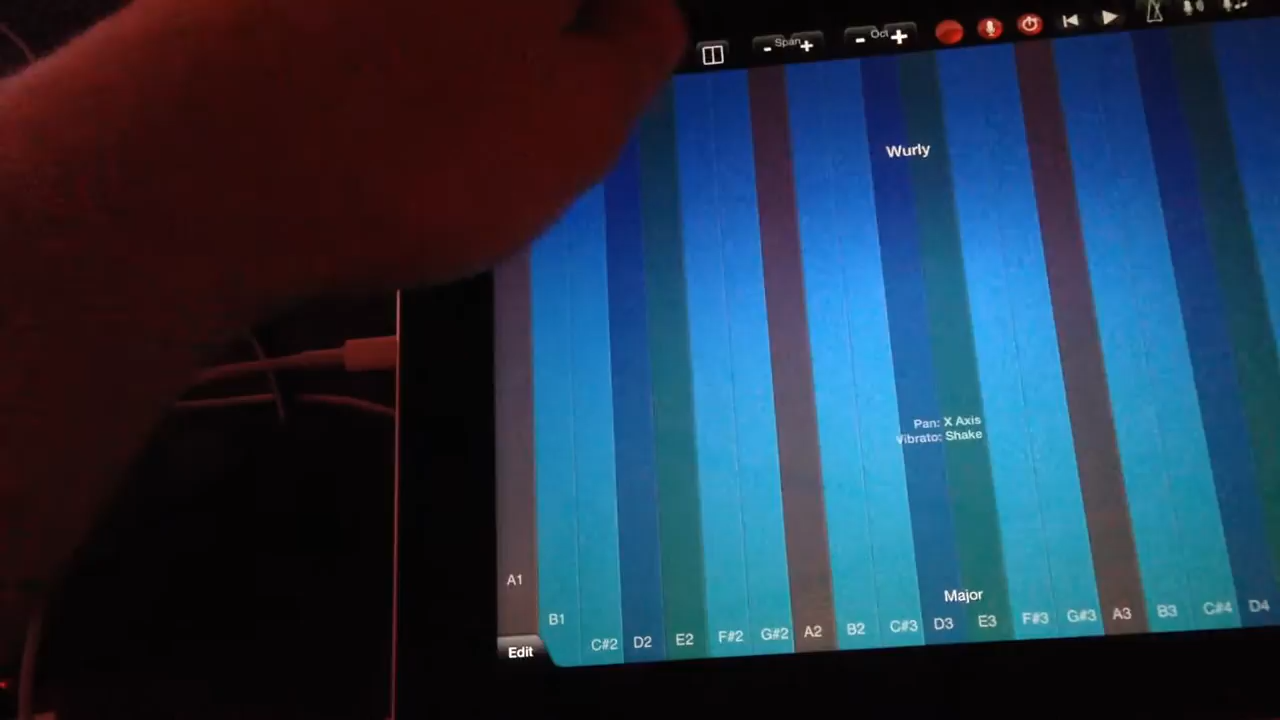 - Span +
- Oct +
Wurly
Pan: X Axis
Vibrato: Shake
Major
A1 B1 C#2 D2 E2 F#2 G#2 A2 B2 C#3 D3 E3 F#3 G#3 A3 B3 C#4 D4
Edit